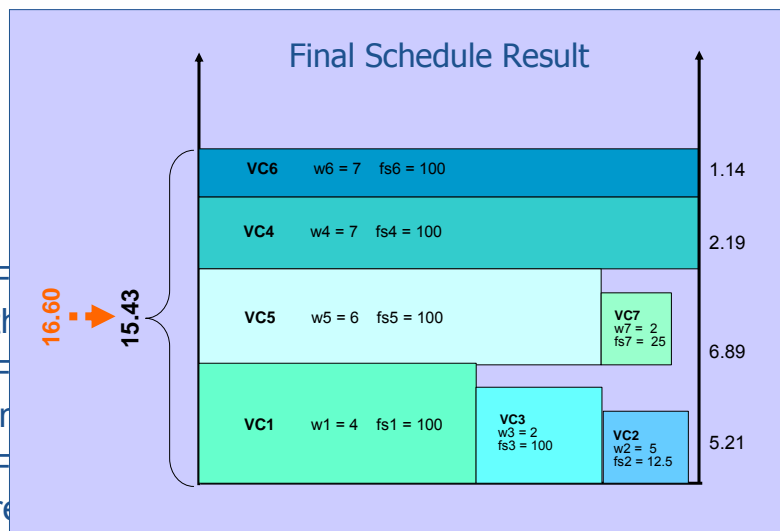 Final Schedule Result
VC6 w6 = 7 fs6 = 100
1.14
VC4 w4 = 7 fs4 = 100
2.19
16.60
15.43
VC5 w5 = 6 fs5 = 100
VC7
w7 = 2
fs7 = 25
6.89
VC1 w1 = 4 fs1 = 100
VC3
w3 = 2
fs3 = 100
VC2
w2 = 5
fs2 = 12.5
5.21